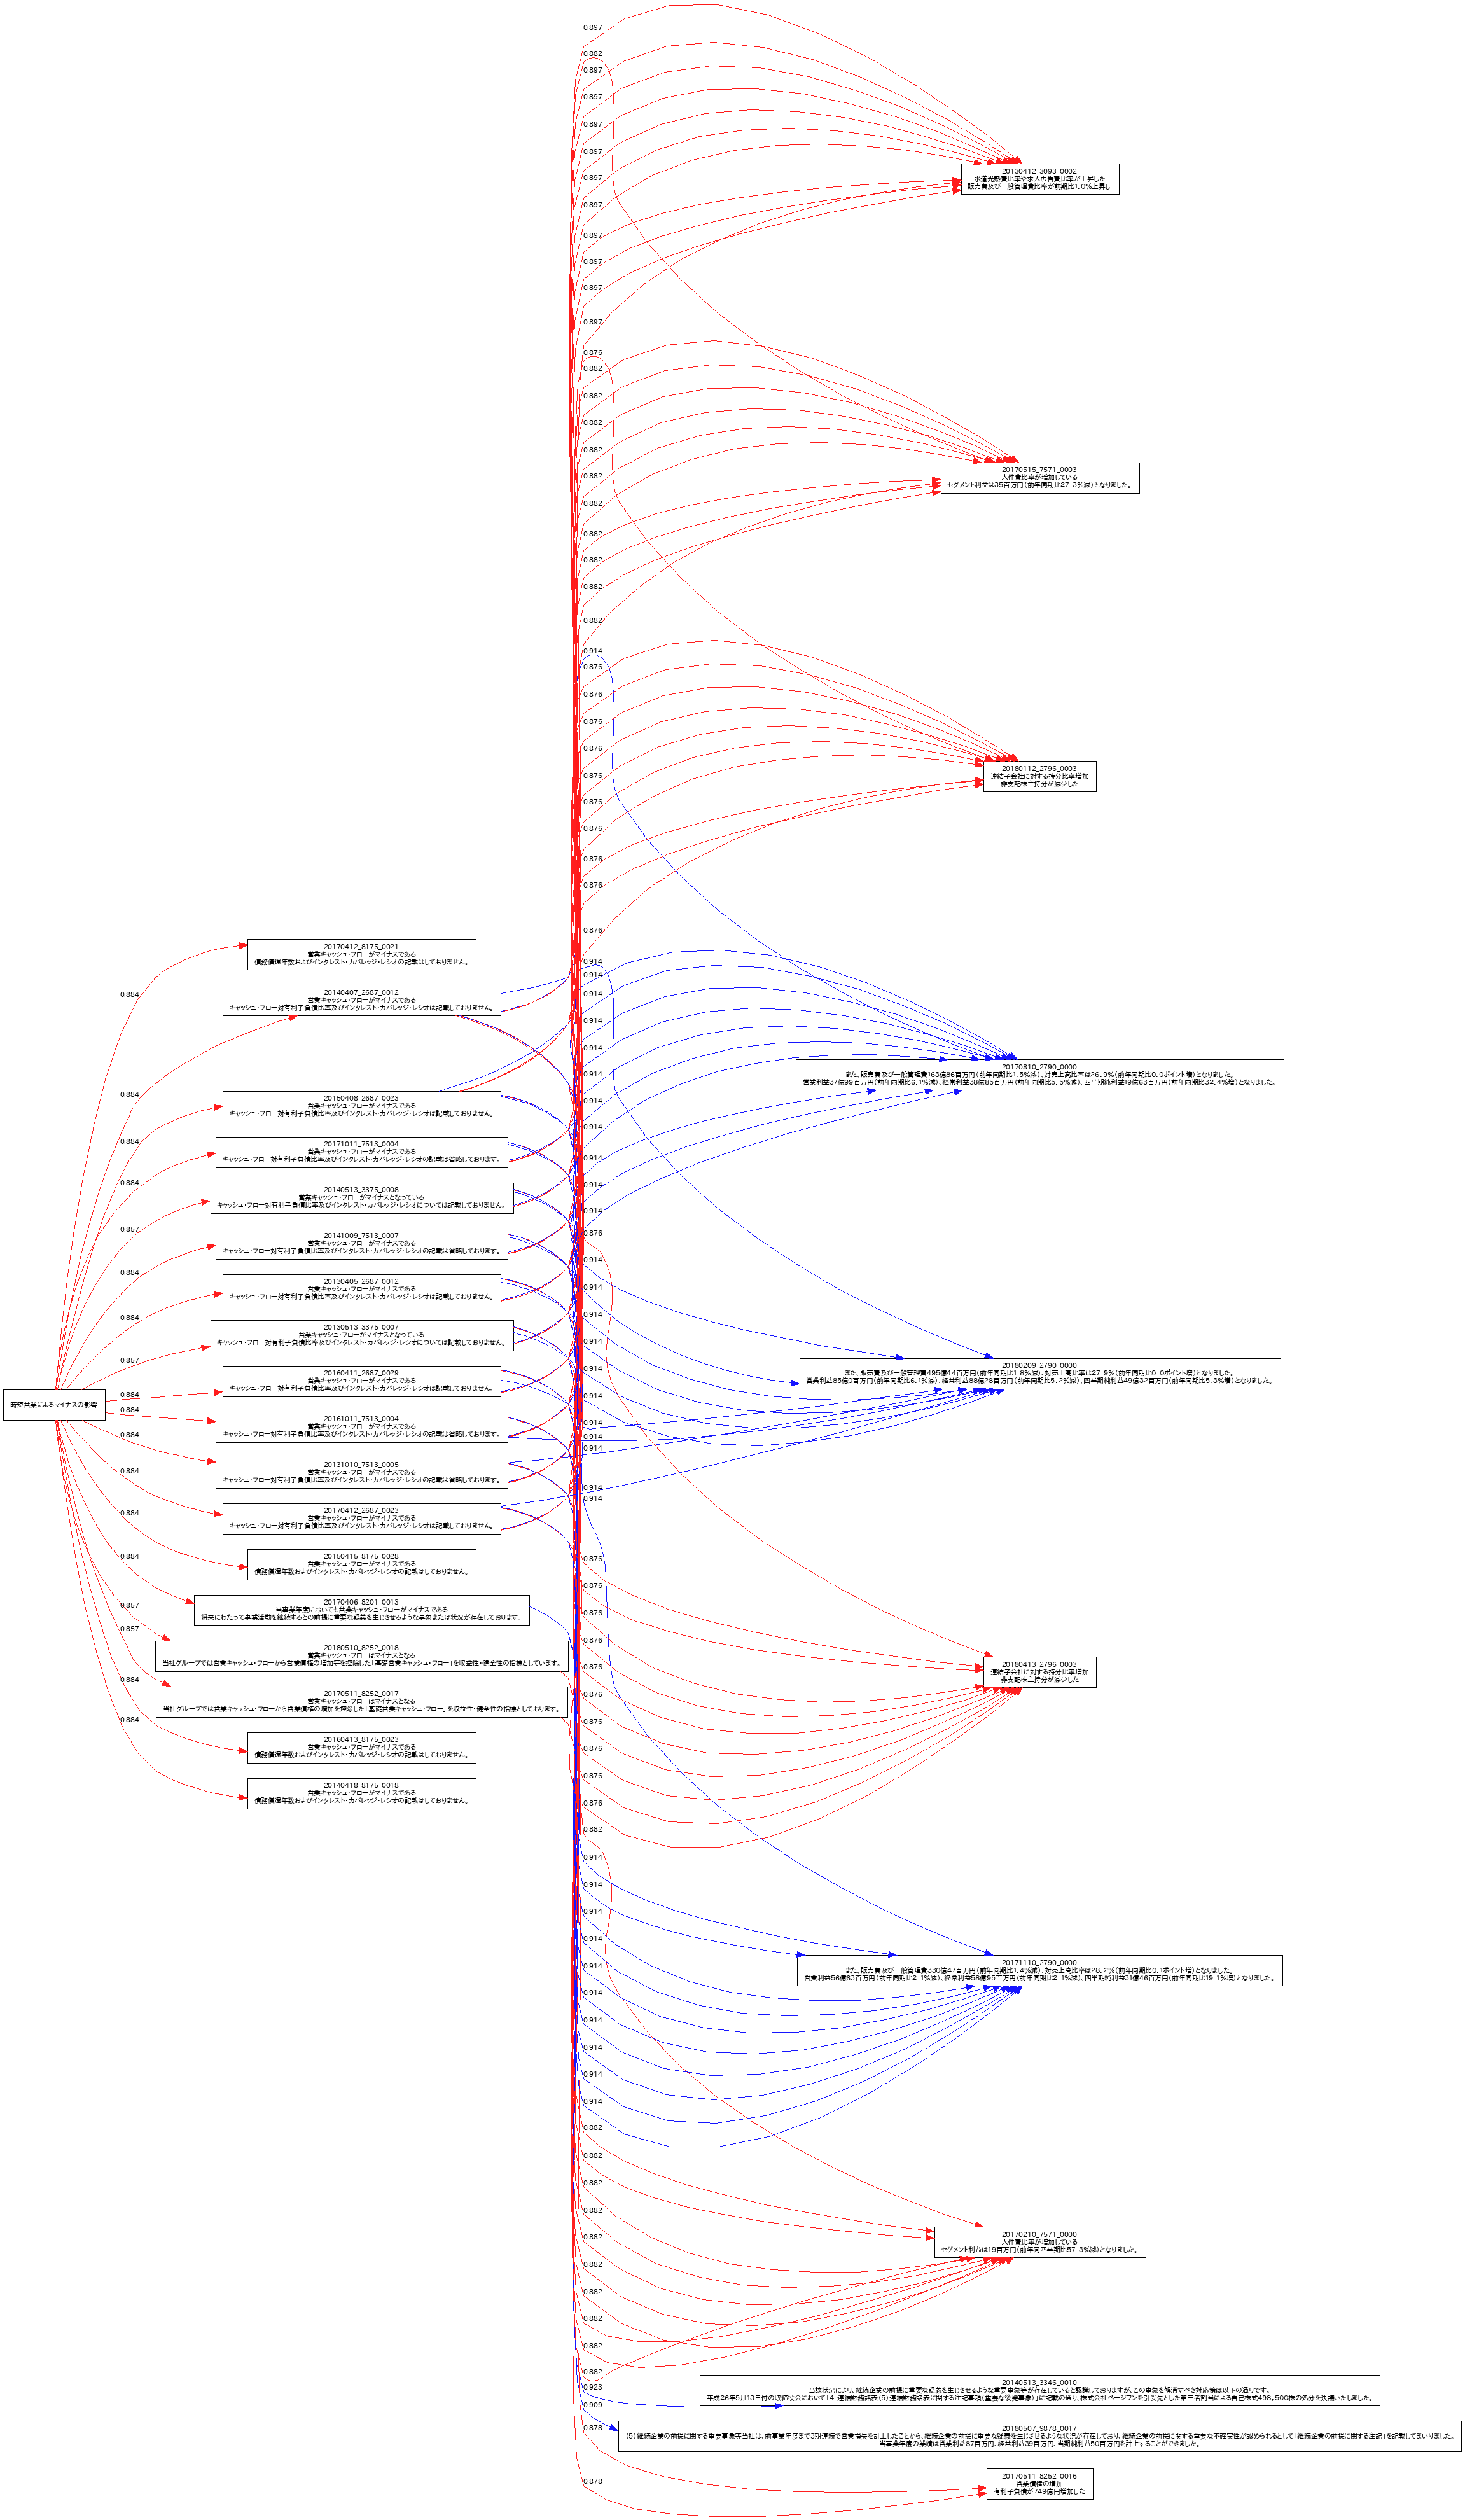 時短営業によるマイナスの影響
20170412_8175_0021
営業キャッシュ・フローがマイナスである
債務償還年数およびインタレスト・カバレッジ・レシオの記載はしておりません。
20140407_2687_0012
営業キャッシュ・フローがマイナスである
キャッシュ・フロー対有利子負債比率及びインタレスト・カバレッジ・レシオは記載しておりません。
20150408_2687_0023
営業キャッシュ・フローがマイナスである
キャッシュ・フロー対有利子負債比率及びインタレスト・カバレッジ・レシオは記載しておりません。
20171011_7513_0004
営業キャッシュ・フローがマイナスである
キャッシュ・フロー対有利子負債比率及びインタレスト・カバレッジ・レシオの記載は省略しております。
20140513_3375_0008
営業キャッシュ・フローがマイナスとなっている
キャッシュ・フロー対有利子負債比率及びインタレスト・カバレッジ・レシオについては記載しておりません。
20141009_7513_0007
営業キャッシュ・フローがマイナスである
キャッシュ・フロー対有利子負債比率及びインタレスト・カバレッジ・レシオの記載は省略しております。
20130405_2687_0012
営業キャッシュ・フローがマイナスである
キャッシュ・フロー対有利子負債比率及びインタレスト・カバレッジ・レシオは記載しておりません。
20130513_3375_0007
営業キャッシュ・フローがマイナスとなっている
キャッシュ・フロー対有利子負債比率及びインタレスト・カバレッジ・レシオについては記載しておりません。
20160411_2687_0029
営業キャッシュ・フローがマイナスである
キャッシュ・フロー対有利子負債比率及びインタレスト・カバレッジ・レシオは記載しておりません。
20161011_7513_0004
営業キャッシュ・フローがマイナスである
キャッシュ・フロー対有利子負債比率及びインタレスト・カバレッジ・レシオの記載は省略しております。
20131010_7513_0005
営業キャッシュ・フローがマイナスである
キャッシュ・フロー対有利子負債比率及びインタレスト・カバレッジ・レシオの記載は省略しております。
20170412_2687_0023
営業キャッシュ・フローがマイナスである
キャッシュ・フロー対有利子負債比率及びインタレスト・カバレッジ・レシオは記載しておりません。
20150415_8175_0028
営業キャッシュ・フローがマイナスである
債務償還年数およびインタレスト・カバレッジ・レシオの記載はしておりません。
20170406_8201_0013
当事業年度においても営業キャッシュ・フローがマイナスである
将来にわたって事業活動を継続するとの前提に重要な疑義を生じさせるような事象または状況が存在しております。
20180510_8252_0018
営業キャッシュ・フローはマイナスとなる
当社グループでは営業キャッシュ・フローから営業債権の増加等を控除した「基礎営業キャッシュ・フロー」を収益性・健全性の指標としています。
20170511_8252_0017
営業キャッシュ・フローはマイナスとなる
当社グループでは営業キャッシュ・フローから営業債権の増加を控除した「基礎営業キャッシュ・フロー」を収益性・健全性の指標としております。
20160413_8175_0023
営業キャッシュ・フローがマイナスである
債務償還年数およびインタレスト・カバレッジ・レシオの記載はしておりません。
20140418_8175_0018
営業キャッシュ・フローがマイナスである
債務償還年数およびインタレスト・カバレッジ・レシオの記載はしておりません。
20130412_3093_0002
水道光熱費比率や求人広告費比率が上昇した
販売費及び一般管理費比率が前期比1.0%上昇し
20170515_7571_0003
人件費比率が増加している
セグメント利益は35百万円(前年同期比27.3%減)となりました。
20180112_2796_0003
連結子会社に対する持分比率増加
非支配株主持分が減少した
20170810_2790_0000
また、販売費及び一般管理費163億86百万円(前年同期比1.5%減)、対売上高比率は26.9%(前年同期比0.0ポイント増)となりました。
営業利益37億99百万円(前年同期比6.1%減)、経常利益38億85百万円(前年同期比5.5%減)、四半期純利益19億63百万円(前年同期比32.4%増)となりました。
20180209_2790_0000
また、販売費及び一般管理費495億44百万円(前年同期比1.8%減)、対売上高比率は27.9%(前年同期比0.0ポイント増)となりました。
営業利益85億0百万円(前年同期比6.1%減)、経常利益88億28百万円(前年同期比5.2%減)、四半期純利益49億32百万円(前年同期比5.3%増)となりました。
20180413_2796_0003
連結子会社に対する持分比率増加
非支配株主持分が減少した
20171110_2790_0000
また、販売費及び一般管理費330億47百万円(前年同期比1.4%減)、対売上高比率は28.2%(前年同期比0.1ポイント増)となりました。
営業利益56億63百万円(前年同期比2.1%減)、経常利益58億95百万円(前年同期比2.1%減)、四半期純利益31億46百万円(前年同期比19.1%増)となりました。
20170210_7571_0000
人件費比率が増加している
セグメント利益は19百万円(前年同四半期比57.3%減)となりました。
20140513_3346_0010
当該状況により、継続企業の前提に重要な疑義を生じさせるような重要事象等が存在していると認識しておりますが、この事象を解消すべき対応策は以下の通りです。
平成26年5月13日付の取締役会において「4.連結財務諸表(5)連結財務諸表に関する注記事項(重要な後発事象)」に記載の通り、株式会社ページワンを引受先とした第三者割当による自己株式498,500株の処分を決議いたしました。
20180507_9878_0017
(5)継続企業の前提に関する重要事象等当社は、前事業年度まで3期連続で営業損失を計上したことから、継続企業の前提に重要な疑義を生じさせるような状況が存在しており、継続企業の前提に関する重要な不確実性が認められるとして「継続企業の前提に関する注記」を記載してまいりました。
当事業年度の業績は営業利益87百万円、経常利益39百万円、当期純利益50百万円を計上することができました。
20170511_8252_0016
営業債権の増加
有利子負債が749億円増加した
0.884
0.884
0.884
0.884
0.857
0.884
0.884
0.857
0.884
0.884
0.884
0.884
0.884
0.884
0.857
0.857
0.884
0.884
0.897
0.882
0.897
0.897
0.897
0.897
0.897
0.897
0.897
0.897
0.897
0.897
0.876
0.882
0.882
0.882
0.882
0.882
0.882
0.882
0.882
0.882
0.882
0.914
0.876
0.876
0.876
0.876
0.876
0.876
0.876
0.876
0.876
0.876
0.914
0.914
0.914
0.914
0.914
0.914
0.914
0.914
0.914
0.914
0.914
0.876
0.914
0.914
0.914
0.914
0.914
0.914
0.914
0.914
0.914
0.914
0.914
0.876
0.876
0.876
0.876
0.876
0.876
0.876
0.876
0.876
0.876
0.882
0.914
0.914
0.914
0.914
0.914
0.914
0.914
0.914
0.914
0.914
0.882
0.882
0.882
0.882
0.882
0.882
0.882
0.882
0.882
0.882
0.923
0.909
0.878
0.878